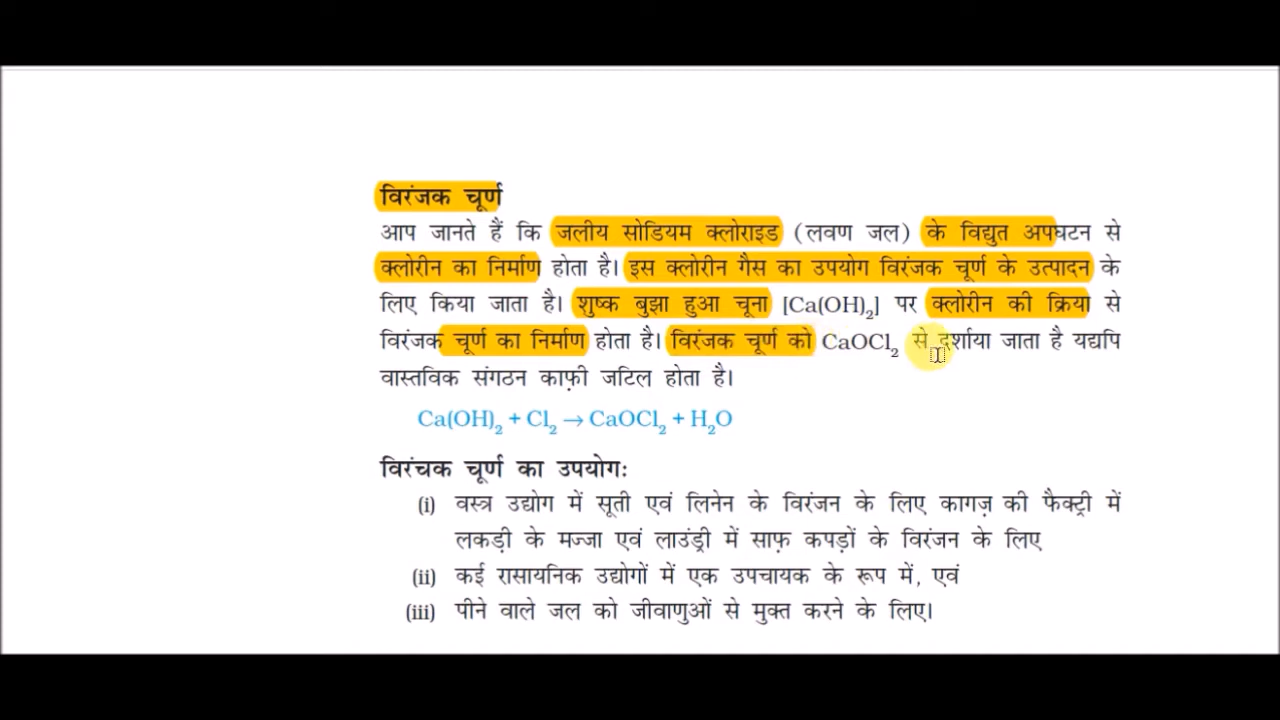 विरंजक चूर्ण
आप जानते हैं कि जलीय सोडियम क्लोराइड (लवण जल) के विद्युत अपघटन से
क्लोरीन का निर्माण होता है। इस क्लोरीन गैस का उपयोग विरंजक चूर्ण के उत्पादन के
लिए किया जाता है। शुष्क बुझा हुआ चूना [Ca(OH)₂] पर क्लोरीन की क्रिया से
विरंजक चूर्ण का निर्माण होता है। विरंजक चूर्ण को CaOCl₂ से दर्शाया जाता है यद्यपि
वास्तविक संगठन काफ़ी जटिल होता है।
Ca(OH)₂ + Cl₂ → CaOCl₂ + H₂O
विरंचक चूर्ण का उपयोगः
(i) वस्त्र उद्योग में सूती एवं लिनेन के विरंजन के लिए कागज़ की फैक्ट्री में
लकड़ी के मज्जा एवं लाउंड्री में साफ़ कपड़ों के विरंजन के लिए
(ii) कई रासायनिक उद्योगों में एक उपचायक के रूप में, एवं
(iii) पीने वाले जल को जीवाणुओं से मुक्त करने के लिए।